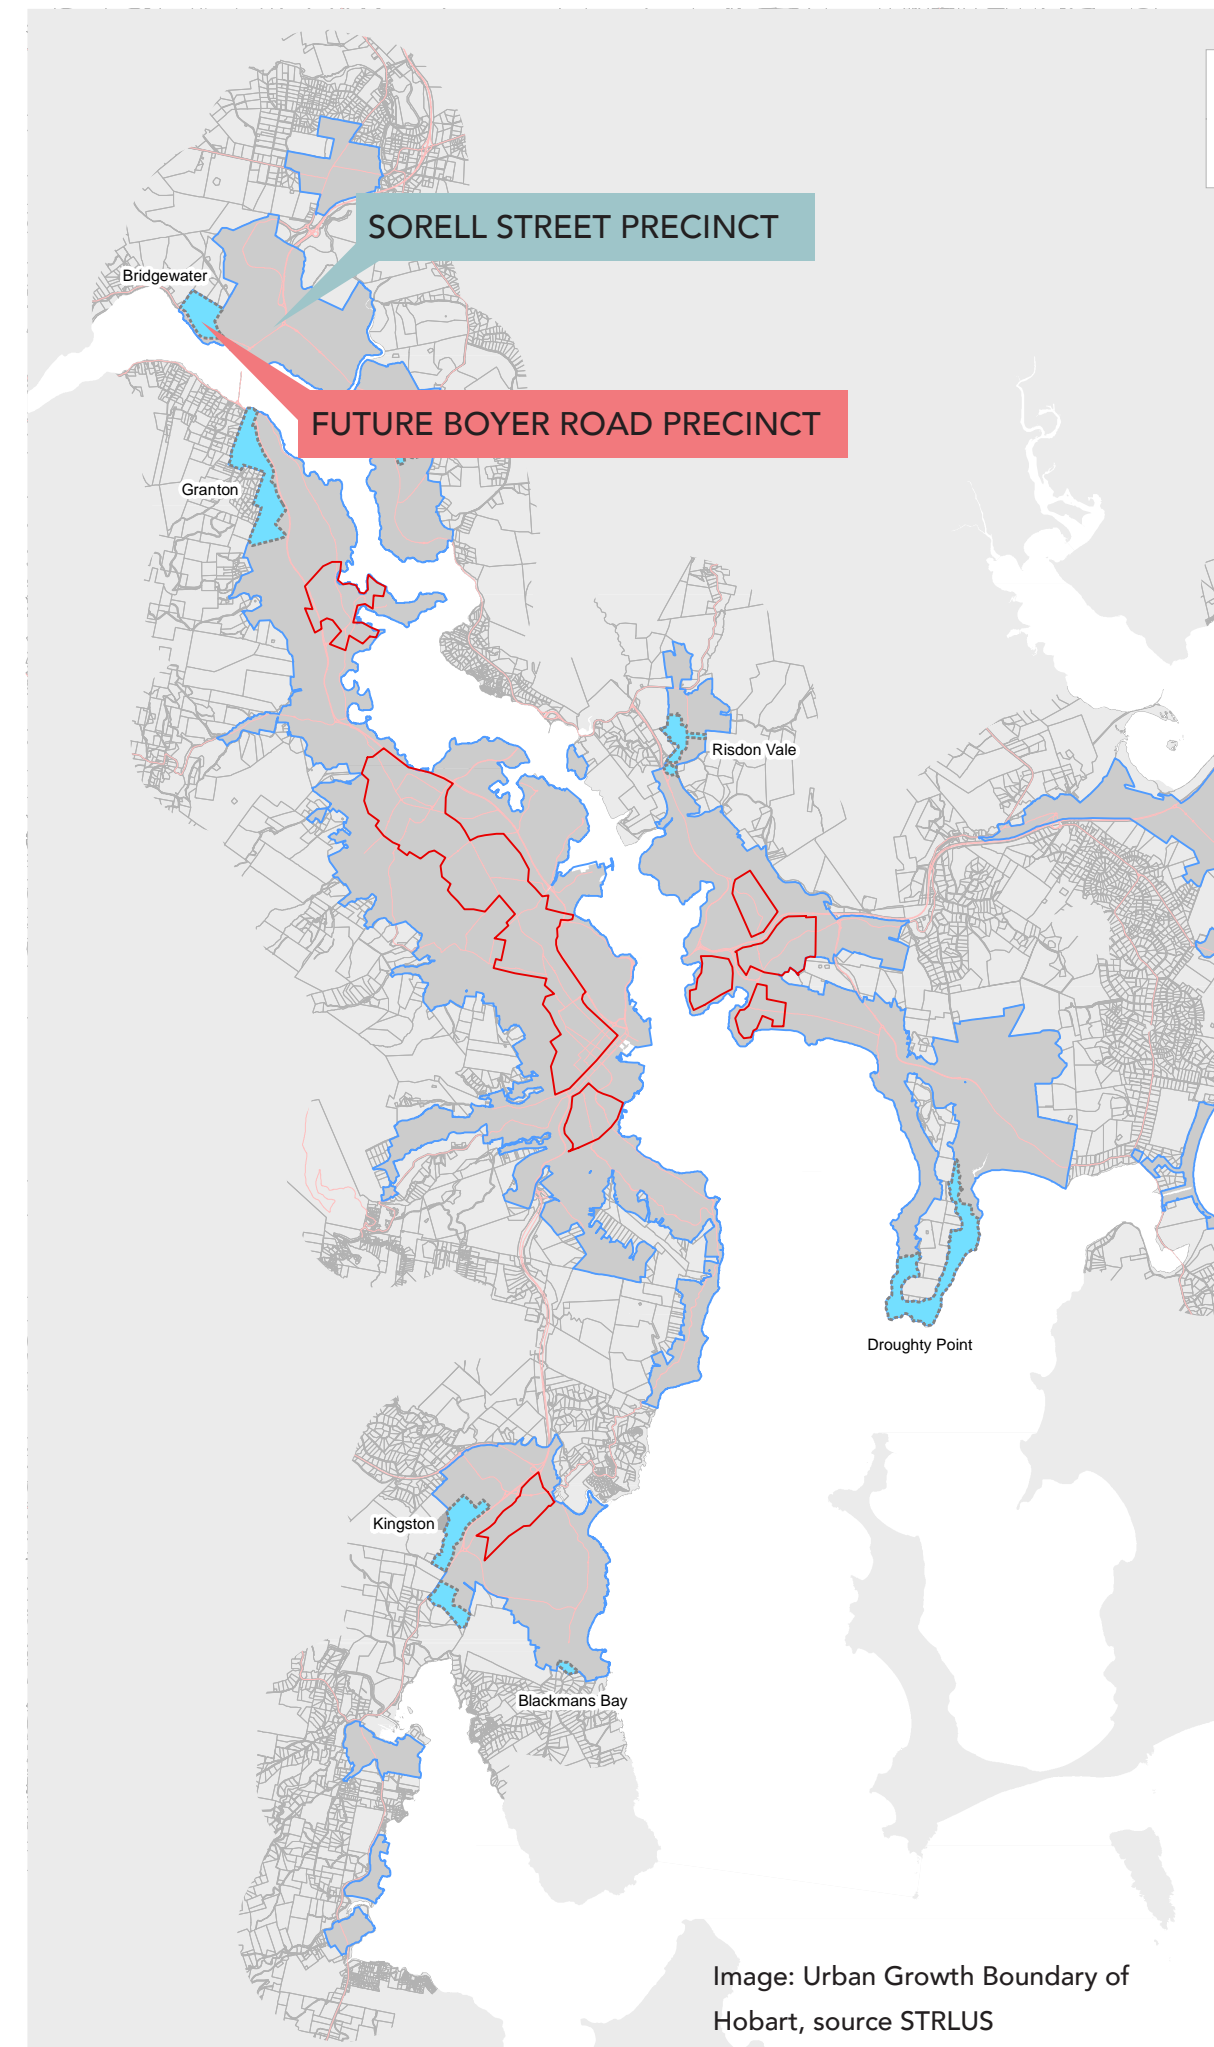 SORELL STREET PRECINCT
Bridgewater
FUTURE BOYER ROAD PRECINCT
Granton
Risdon Vale
Droughty Point
Kingston
Blackmans Bay
Image: Urban Growth Boundary of
Hobart, source STRLUS